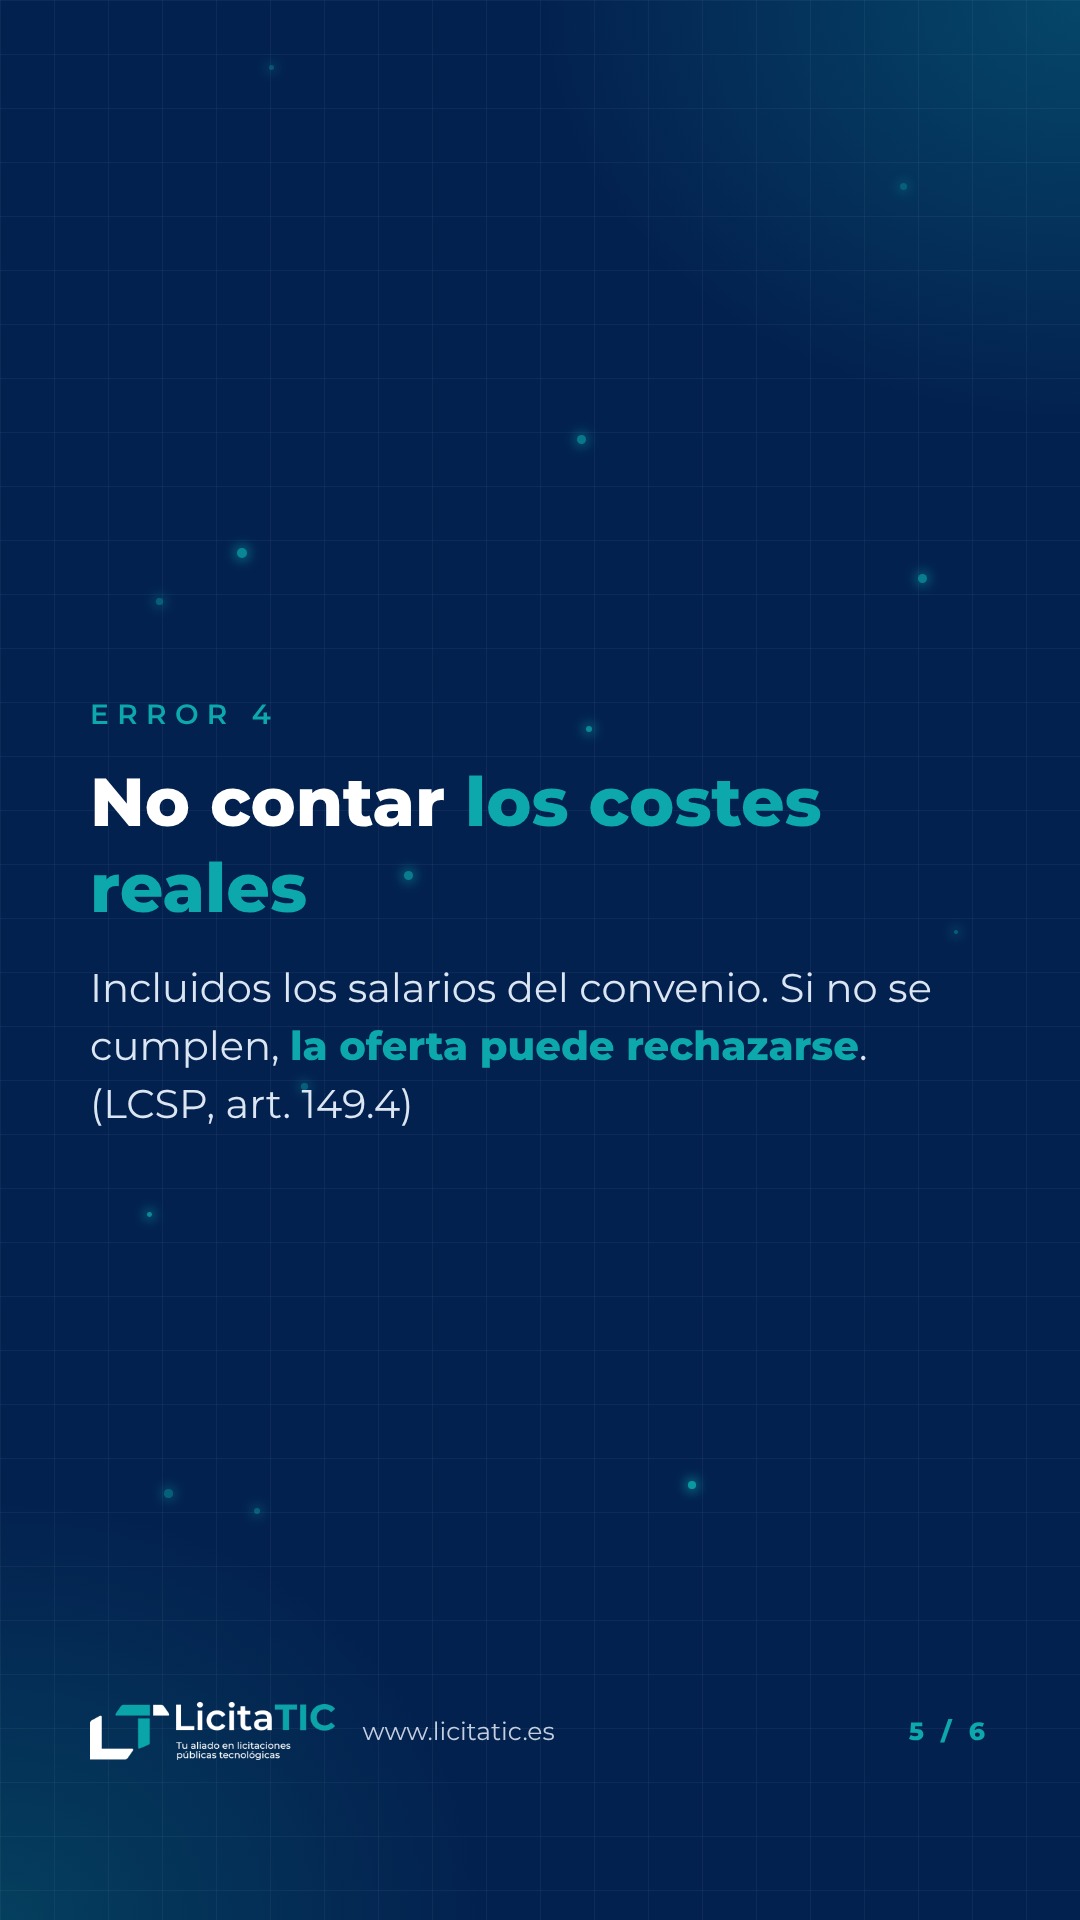 ERROR 4
No contar los costes
reales
Incluidos los salarios del convenio. Si no se
cumplen, la oferta puede rechazarse.
(LCSP, art. 149.4)
LicitaTIC
Tu aliado en licitaciones
públicas tecnológicas
www.licitatic.es
5 / 6